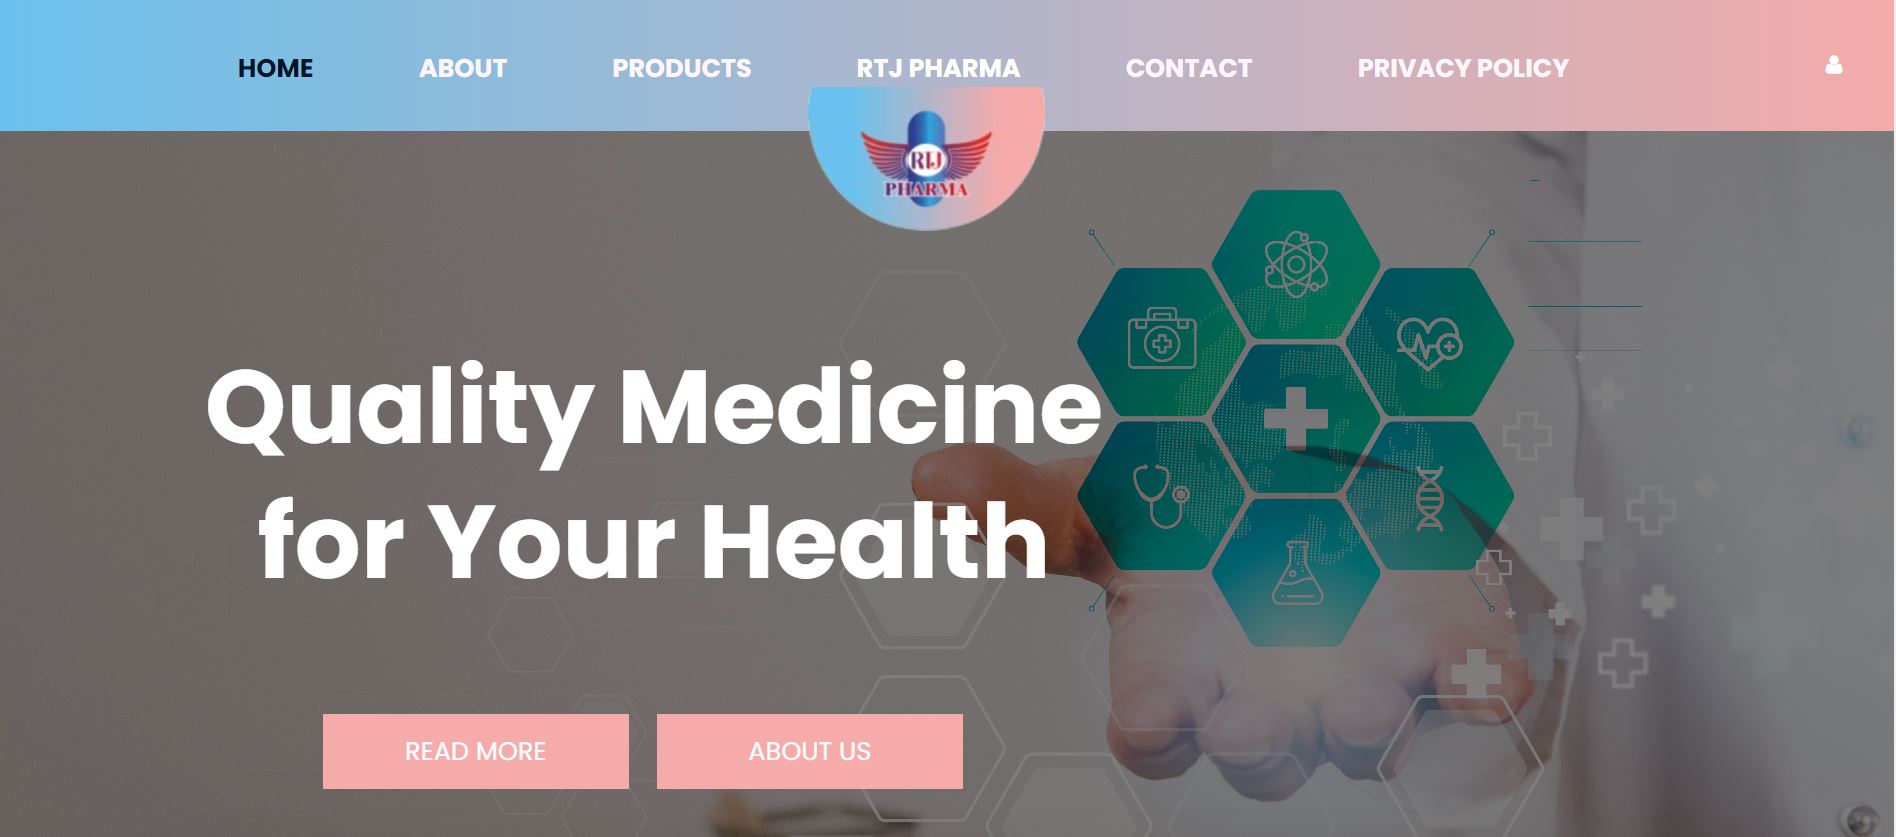 HOME ABOUT PRODUCTS RTJ PHARMA CONTACT PRIVACY POLICY
RTJ
PHARMA
Quality Medicine
for Your Health
READ MORE ABOUT US